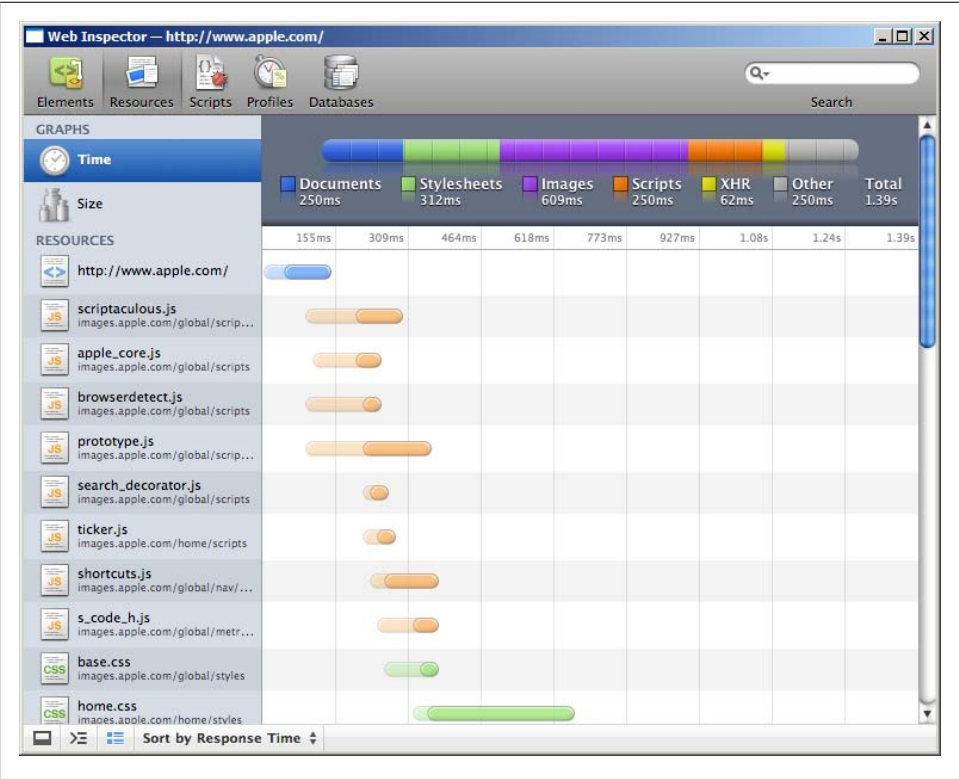 Web Inspector — http://www.apple.com/
Elements Resources Scripts Profiles Databases Search
GRAPHS
Time
Size
Documents 250ms
Stylesheets 312ms
Images 609ms
Scripts 250ms
XHR 62ms
Other 250ms
Total 1.39s
RESOURCES
155ms 309ms 464ms 618ms 773ms 927ms 1.08s 1.24s 1.39s
http://www.apple.com/
scriptaculous.js
images.apple.com/global/scrip...
apple_core.js
images.apple.com/global/scripts
browserdetect.js
images.apple.com/global/scripts
prototype.js
images.apple.com/global/scrip...
search_decorator.js
images.apple.com/global/scripts
ticker.js
images.apple.com/home/scripts
shortcuts.js
images.apple.com/global/nav/...
s_code_h.js
images.apple.com/global/metr...
base.css
images.apple.com/global/styles
home.css
images.apple.com/home/styles
Sort by Response Time